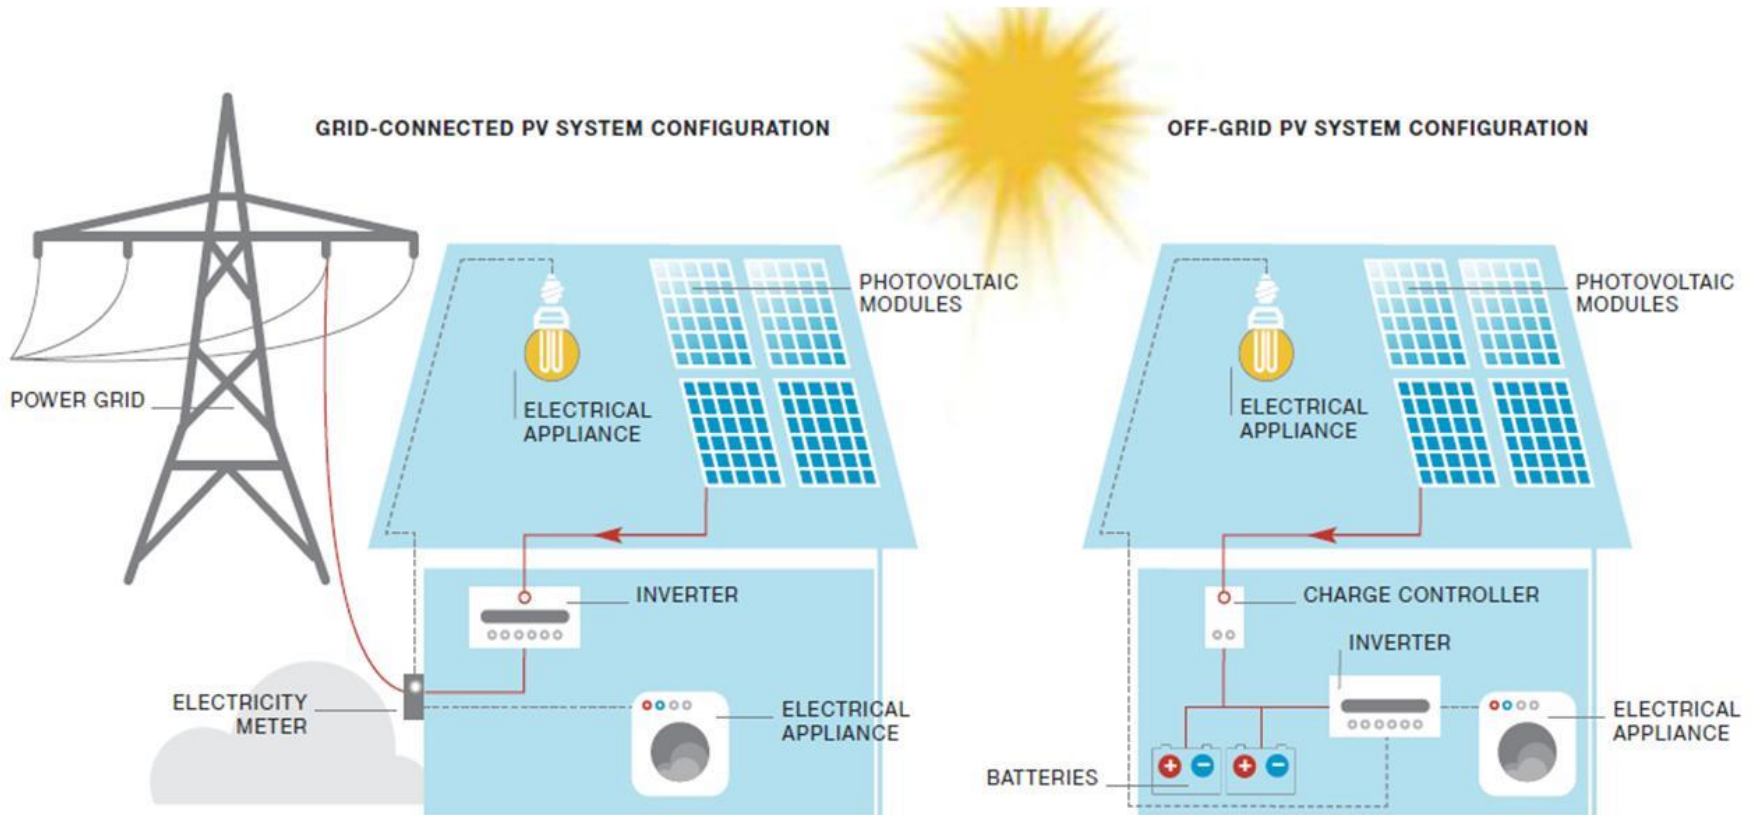 GRID-CONNECTED PV SYSTEM CONFIGURATION
PHOTOVOLTAIC
MODULES
POWER GRID
ELECTRICAL
APPLIANCE
INVERTER
ELECTRICITY
METER
ELECTRICAL
APPLIANCE
OFF-GRID PV SYSTEM CONFIGURATION
PHOTOVOLTAIC
MODULES
ELECTRICAL
APPLIANCE
CHARGE CONTROLLER
INVERTER
ELECTRICAL
APPLIANCE
BATTERIES